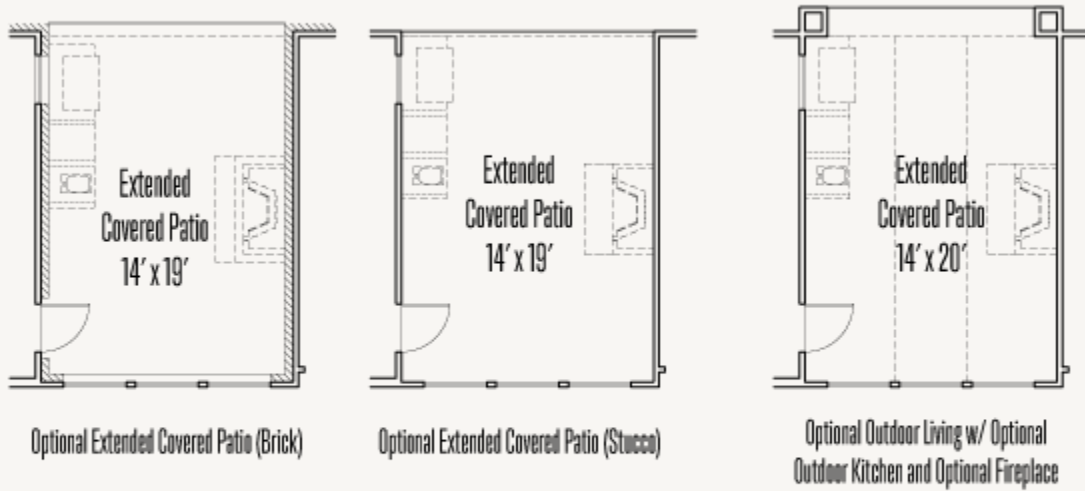 Extended
Covered Patio
14' x 19'
Optional Extended Covered Patio (Brick)
Extended
Covered Patio
14' x 19'
Optional Extended Covered Patio (Stucco)
Extended
Covered Patio
14' x 20'
Optional Outdoor Living w/ Optional
Outdoor Kitchen and Optional Fireplace